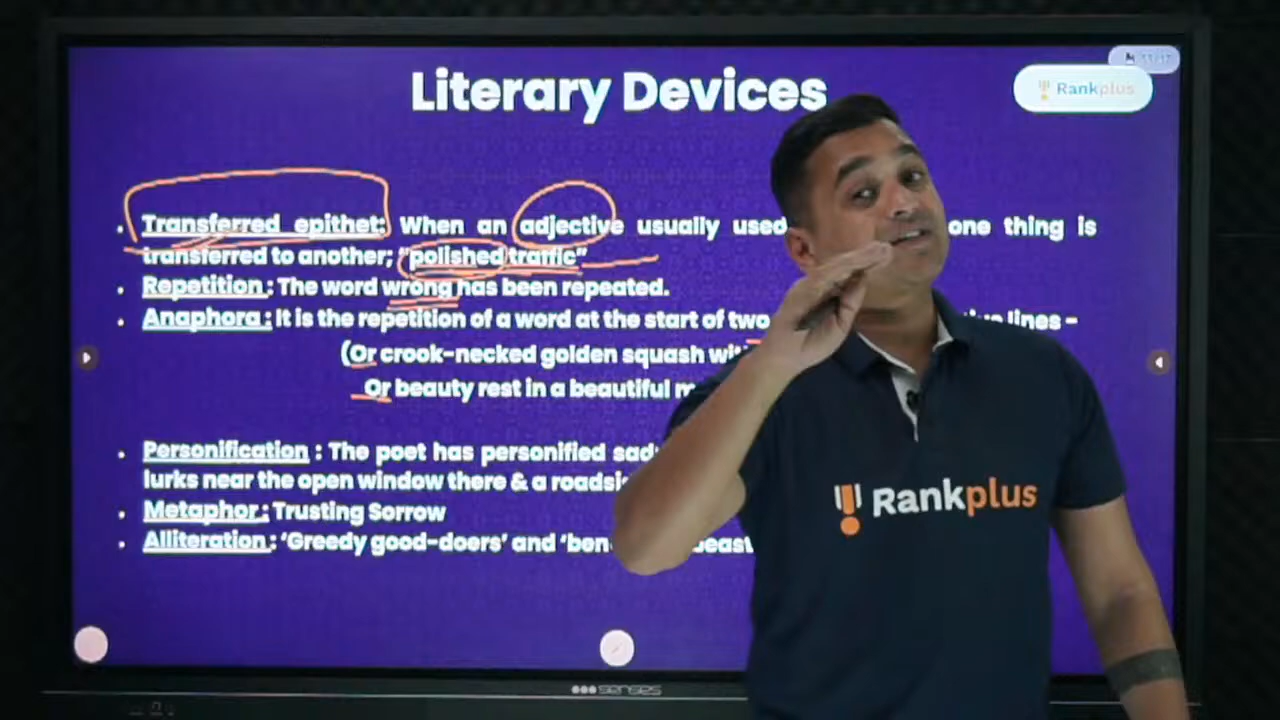 Literary Devices
Rankplus
Transferred epithet: When an adjective usually used one thing is
transferred to another; "polished traffic"
Repetition : The word wrong has been repeated.
Anaphora : It is the repetition of a word at the start of two lines -
(Or crook-necked golden squash
Or beauty rest in a beautiful
Personification : The poet has personified
lurks near the open window there & a
Metaphor : Trusting Sorrow
Alliteration : 'Greedy good-doers' and
Rankplus
senses